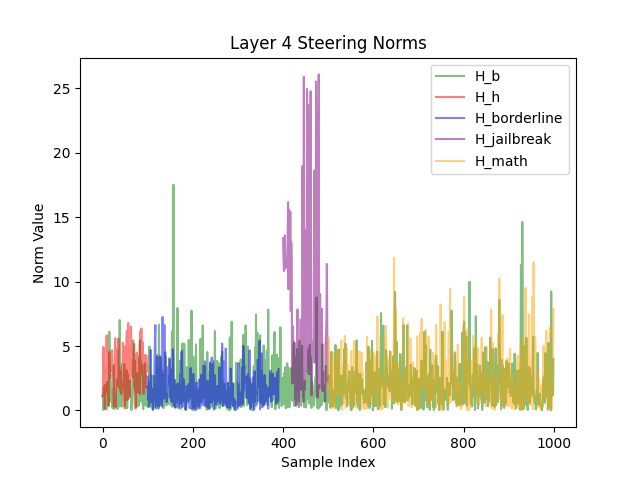 Layer 4 Steering Norms
H_b
H_h
H_borderline
H_jailbreak
H_math
25
20
15
10
5
0
Norm Value
0 200 400 600 800 1000
Sample Index